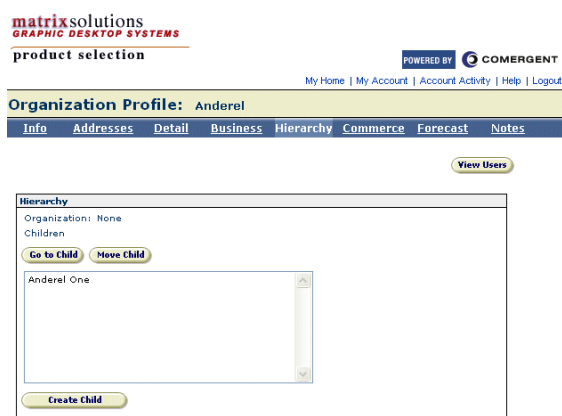 matrixsolutions
GRAPHIC DESKTOP SYSTEMS
product selection
POWERED BY COMERGENT
My Home | My Account | Account Activity | Help | Logout
Organization Profile: Anderel
Info Addresses Detail Business Hierarchy Commerce Forecast Notes
View Users
Hierarchy
Organization: None
Children
Go to Child Move Child
Anderel One
Create Child